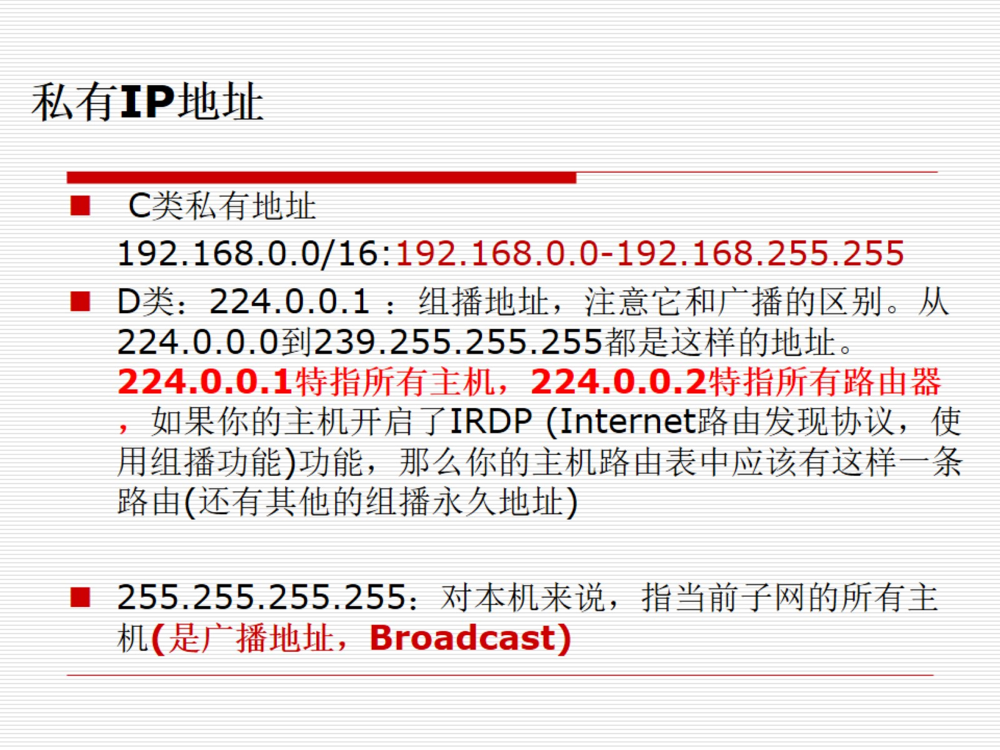 私有IP地址
C类私有地址
192.168.0.0/16:192.168.0.0-192.168.255.255
D类：224.0.0.1 ：组播地址，注意它和广播的区别。从
224.0.0.0到239.255.255.255都是这样的地址。
224.0.0.1特指所有主机，224.0.0.2特指所有路由器
，如果你的主机开启了IRDP (Internet路由发现协议，使
用组播功能)功能，那么你的主机路由表中应该有这样一条
路由(还有其他的组播永久地址)
255.255.255.255：对本机来说，指当前子网的所有主
机(是广播地址，Broadcast)